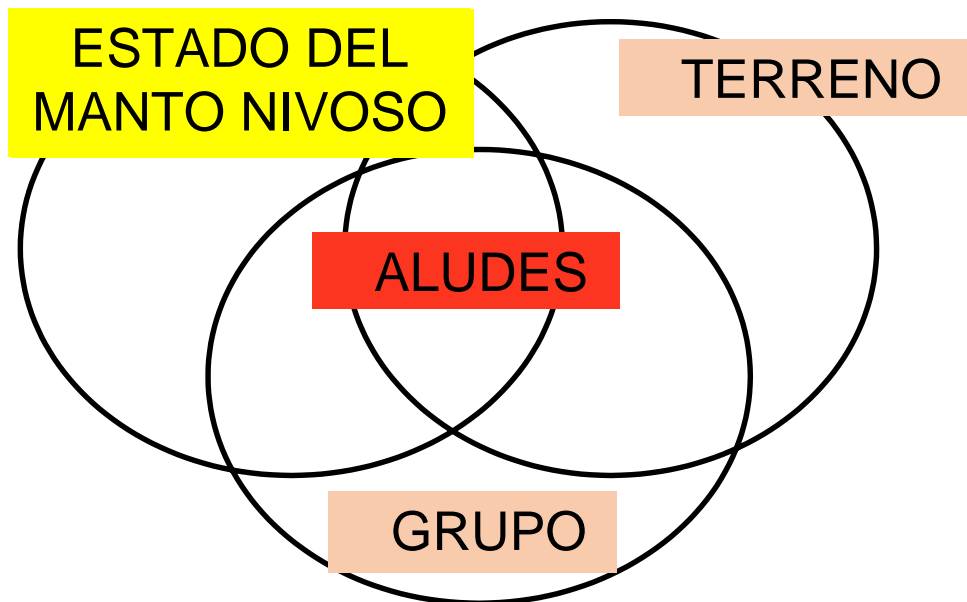 ESTADO DEL
MANTO NIVOSO
TERRENO
ALUDES
GRUPO